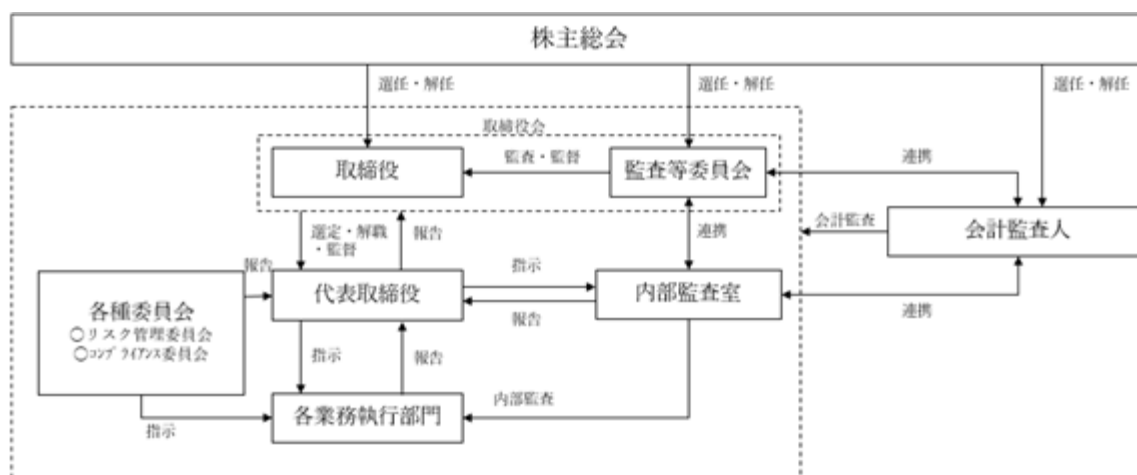 株主総会
選任・解任
選任・解任
選任・解任
取締役会
取締役
監査・監督
監査等委員会
連携
会計監査
会計監査人
選定・解職
・監督
報告
連携
報告
代表取締役
指示
報告
内部監査室
連携
各種委員会
○リスク管理委員会
○コンプライアンス委員会
指示
報告
各業務執行部門
内部監査
指示